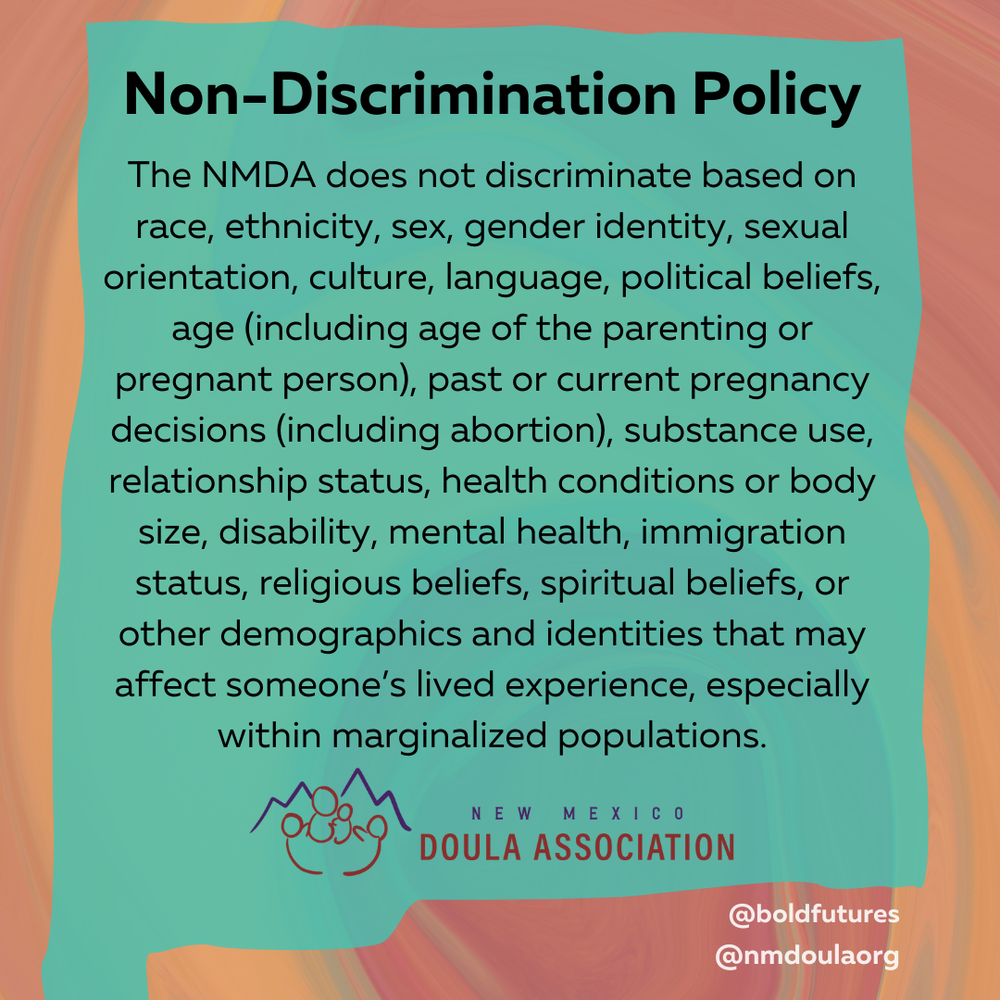 Non-Discrimination Policy
The NMDA does not discriminate based on
race, ethnicity, sex, gender identity, sexual
orientation, culture, language, political beliefs,
age (including age of the parenting or
pregnant person), past or current pregnancy
decisions (including abortion), substance use,
relationship status, health conditions or body
size, disability, mental health, immigration
status, religious beliefs, spiritual beliefs, or
other demographics and identities that may
affect someone’s lived experience, especially
within marginalized populations.
NEW MEXICO
DOULA ASSOCIATION
@boldfutures
@nmdoulaorg